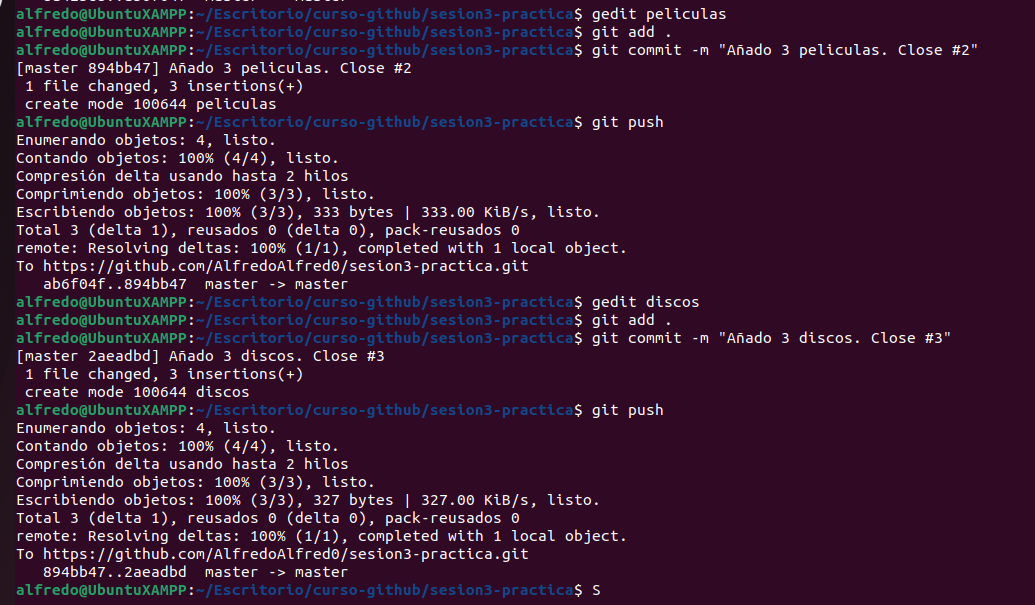 alfredo@UbuntuXAMPP:~/Escritorio/curso-github/sesion3-practica$ gedit peliculas
alfredo@UbuntuXAMPP:~/Escritorio/curso-github/sesion3-practica$ git add .
alfredo@UbuntuXAMPP:~/Escritorio/curso-github/sesion3-practica$ git commit -m "Añado 3 peliculas. Close #2"
[master 894bb47] Añado 3 peliculas. Close #2
 1 file changed, 3 insertions(+)
 create mode 100644 peliculas
alfredo@UbuntuXAMPP:~/Escritorio/curso-github/sesion3-practica$ git push
Enumerando objetos: 4, listo.
Contando objetos: 100% (4/4), listo.
Compresión delta usando hasta 2 hilos
Comprimiendo objetos: 100% (3/3), listo.
Escribiendo objetos: 100% (3/3), 333 bytes | 333.00 KiB/s, listo.
Total 3 (delta 1), reusados 0 (delta 0), pack-reusados 0
remote: Resolving deltas: 100% (1/1), completed with 1 local object.
To https://github.com/AlfredoAlfred0/sesion3-practica.git
   ab6f04f..894bb47  master -> master
alfredo@UbuntuXAMPP:~/Escritorio/curso-github/sesion3-practica$ gedit discos
alfredo@UbuntuXAMPP:~/Escritorio/curso-github/sesion3-practica$ git add .
alfredo@UbuntuXAMPP:~/Escritorio/curso-github/sesion3-practica$ git commit -m "Añado 3 discos. Close #3"
[master 2aeadbd] Añado 3 discos. Close #3
 1 file changed, 3 insertions(+)
 create mode 100644 discos
alfredo@UbuntuXAMPP:~/Escritorio/curso-github/sesion3-practica$ git push
Enumerando objetos: 4, listo.
Contando objetos: 100% (4/4), listo.
Compresión delta usando hasta 2 hilos
Comprimiendo objetos: 100% (3/3), listo.
Escribiendo objetos: 100% (3/3), 327 bytes | 327.00 KiB/s, listo.
Total 3 (delta 1), reusados 0 (delta 0), pack-reusados 0
remote: Resolving deltas: 100% (1/1), completed with 1 local object.
To https://github.com/AlfredoAlfred0/sesion3-practica.git
   894bb47..2aeadbd  master -> master
alfredo@UbuntuXAMPP:~/Escritorio/curso-github/sesion3-practica$ S